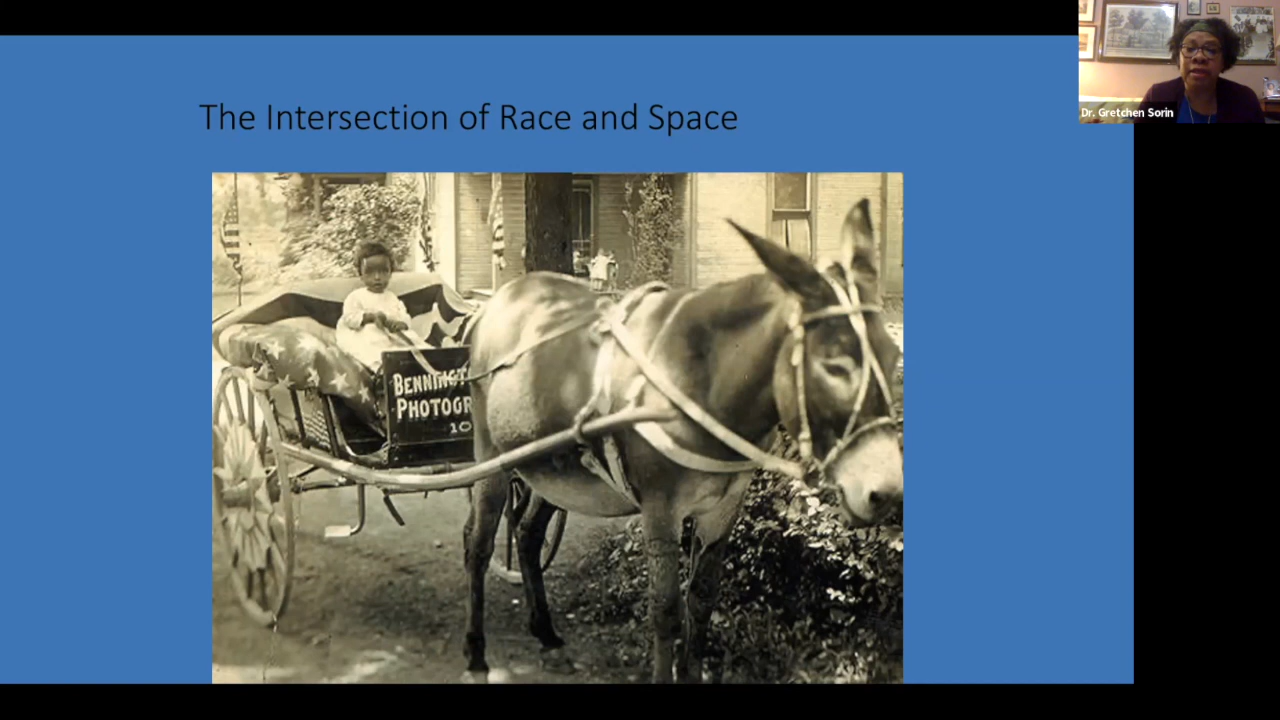 The Intersection of Race and Space
Dr. Gretchen Sorin
BENNINGT
PHOTOGR
10